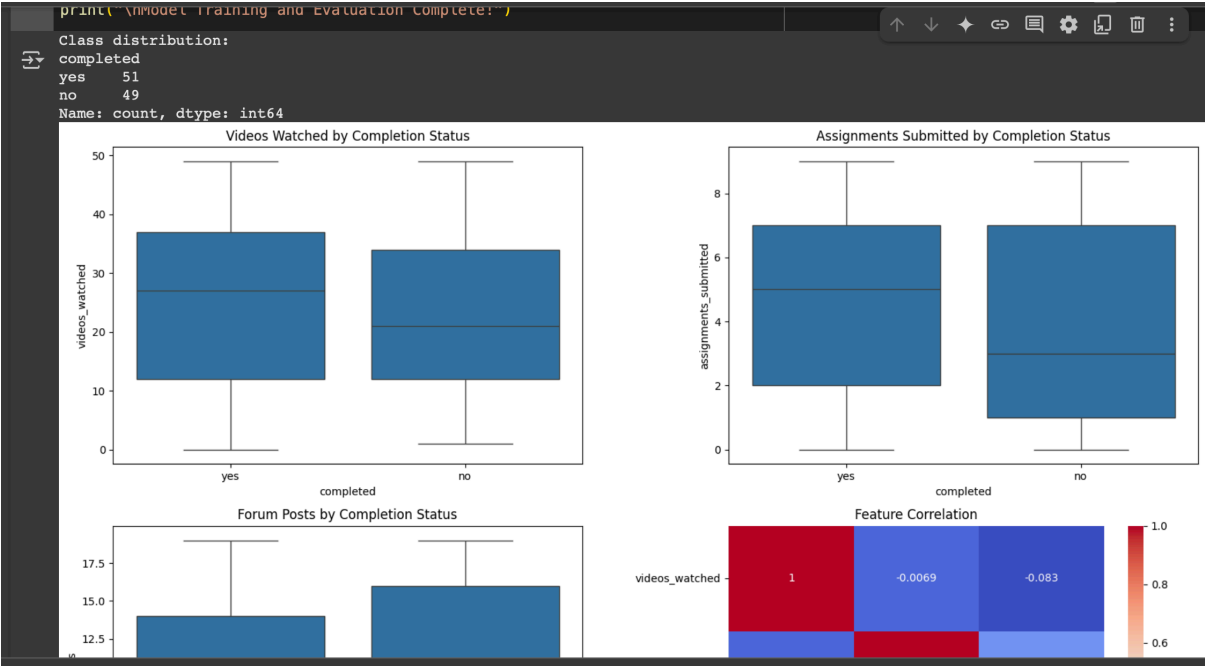 print("\nModel Training and Evaluation Complete!")
Class distribution:
completed
yes 51
no 49
Name: count, dtype: int64
Videos Watched by Completion Status
50
40
30
20
10
0
videos_watched
yes no
completed
Assignments Submitted by Completion Status
8
6
4
2
0
assignments_submitted
yes no
completed
Forum Posts by Completion Status
17.5
15.0
12.5
Feature Correlation
videos_watched
1 -0.0069 -0.083
1.0
0.8
0.6